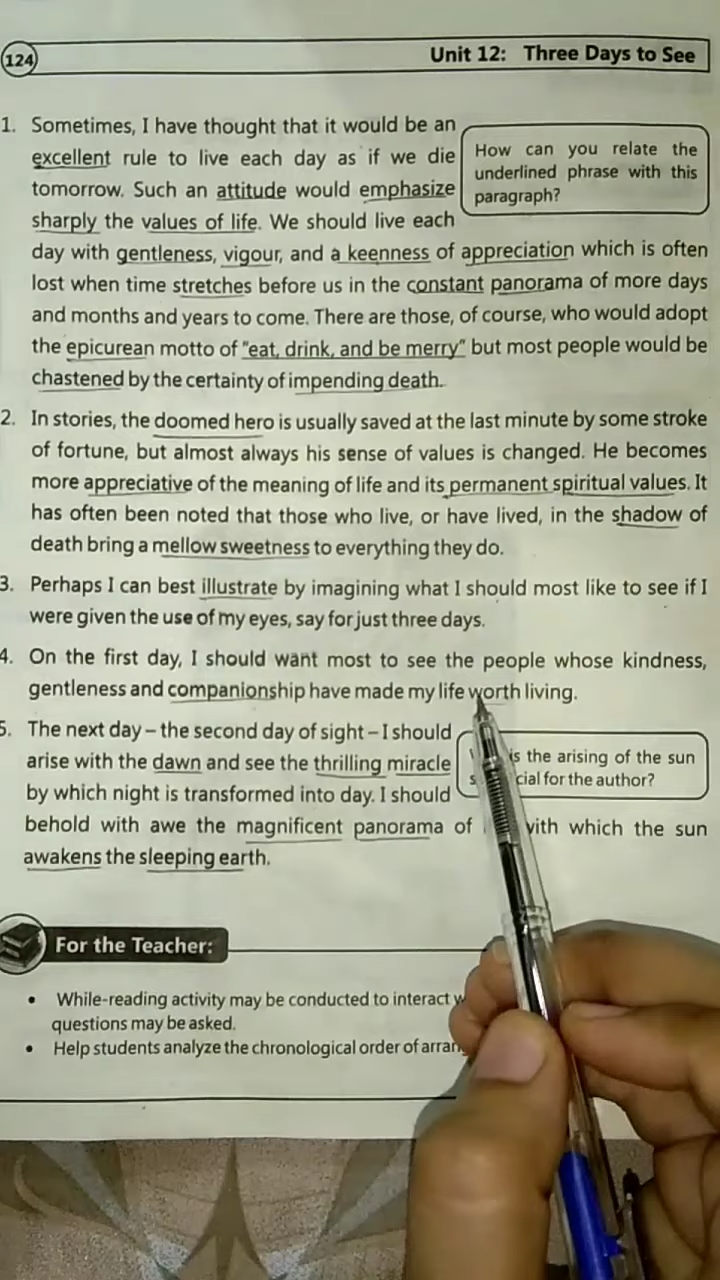 124
Unit 12: Three Days to See
1. Sometimes, I have thought that it would be an
excellent rule to live each day as if we die
tomorrow. Such an attitude would emphasize
sharply the values of life. We should live each
day with gentleness, vigour, and a keenness of appreciation which is often
lost when time stretches before us in the constant panorama of more days
and months and years to come. There are those, of course, who would adopt
the epicurean motto of "eat, drink, and be merry" but most people would be
chastened by the certainty of impending death.
How can you relate the
underlined phrase with this
paragraph?
2. In stories, the doomed hero is usually saved at the last minute by some stroke
of fortune, but almost always his sense of values is changed. He becomes
more appreciative of the meaning of life and its permanent spiritual values. It
has often been noted that those who live, or have lived, in the shadow of
death bring a mellow sweetness to everything they do.
3. Perhaps I can best illustrate by imagining what I should most like to see if I
were given the use of my eyes, say for just three days.
4. On the first day, I should want most to see the people whose kindness,
gentleness and companionship have made my life worth living.
5. The next day – the second day of sight – I should
arise with the dawn and see the thrilling miracle
by which night is transformed into day. I should
behold with awe the magnificent panorama of with which the sun
awakens the sleeping earth.
is the arising of the sun
for the author?
For the Teacher:
• While-reading activity may be conducted to interact
questions may be asked.
• Help students analyze the chronological order of